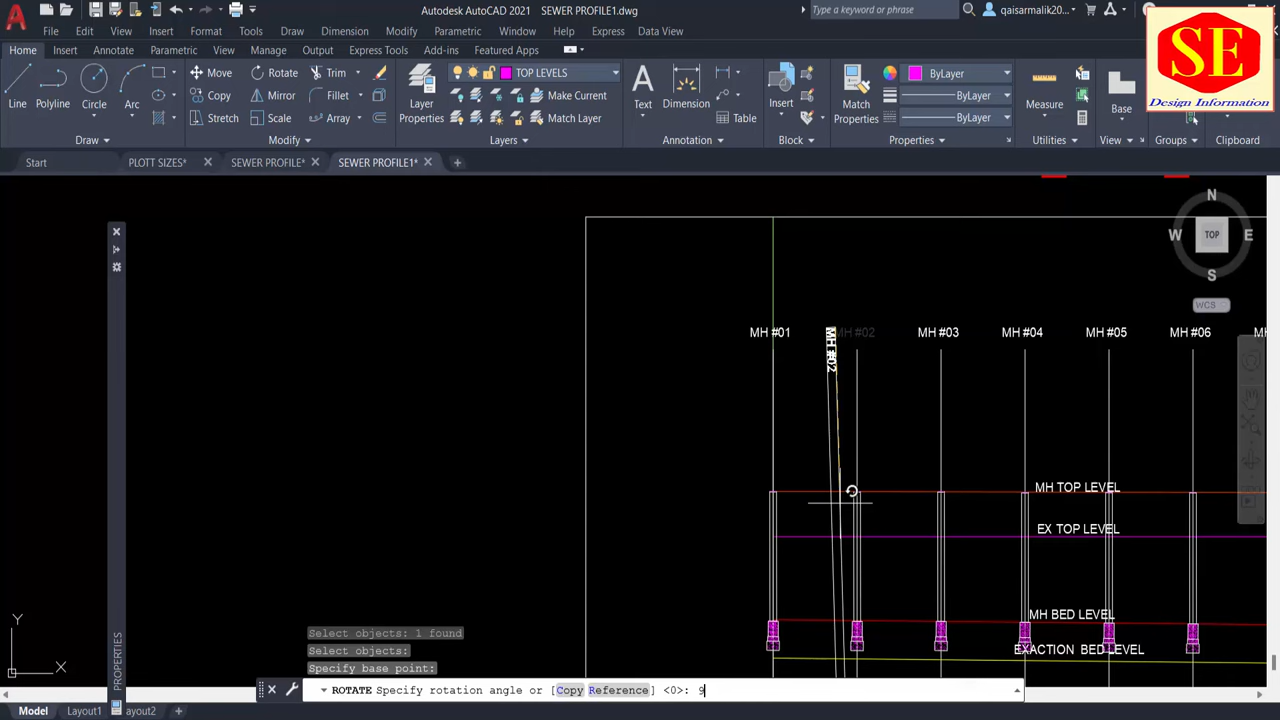 Autodesk AutoCAD 2021 SEWER PROFILE1.dwg
Type a keyword or phrase
qaisarmalik20...
File Edit View Insert Format Tools Draw Dimension Modify Parametric Window Help Express Data View
Home Insert Annotate Parametric View Manage Output Express Tools Add-ins Featured Apps
SE
Design Information
Line Polyline Circle Arc
Move Rotate Trim
Copy Mirror Fillet
Stretch Scale Array
Layer Properties
TOP LEVELS
Make Current
Match Layer
Text Dimension
Table
Insert
Match Properties
ByLayer
ByLayer
ByLayer
Measure
Base
Draw Modify Layers Annotation Block Properties Groups Utilities View Clipboard
Start PLOTT SIZES* SEWER PROFILE* SEWER PROFILE1*
N
W TOP E
S
WCS
MH #01 MH #02 MH #03 MH #04 MH #05 MH #06
MH #02
MH TOP LEVEL
EX TOP LEVEL
MH BED LEVEL
EXACTION BED LEVEL
Y
X
PROPERTIES
Select objects: 1 found
Select objects:
Specify base point:
ROTATE Specify rotation angle or [Copy Reference] <0>: 9
Model Layout1 ayout2